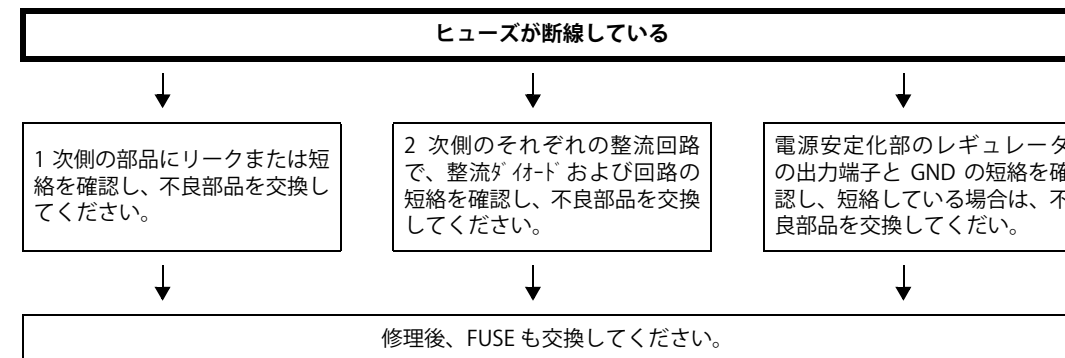 ヒューズが断線している
1 次側の部品にリークまたは短
絡を確認し、不良部品を交換し
てください。
2 次側のそれぞれの整流回路
で、整流ﾀﾞｲｵｰﾄﾞおよび回路の
短絡を確認し、不良部品を交換
してください。
電源安定化部のレギュレータ
の出力端子と GND の短絡を確
認し、短絡している場合は、不
良部品を交換してくだい。
修理後、FUSE も交換してください。